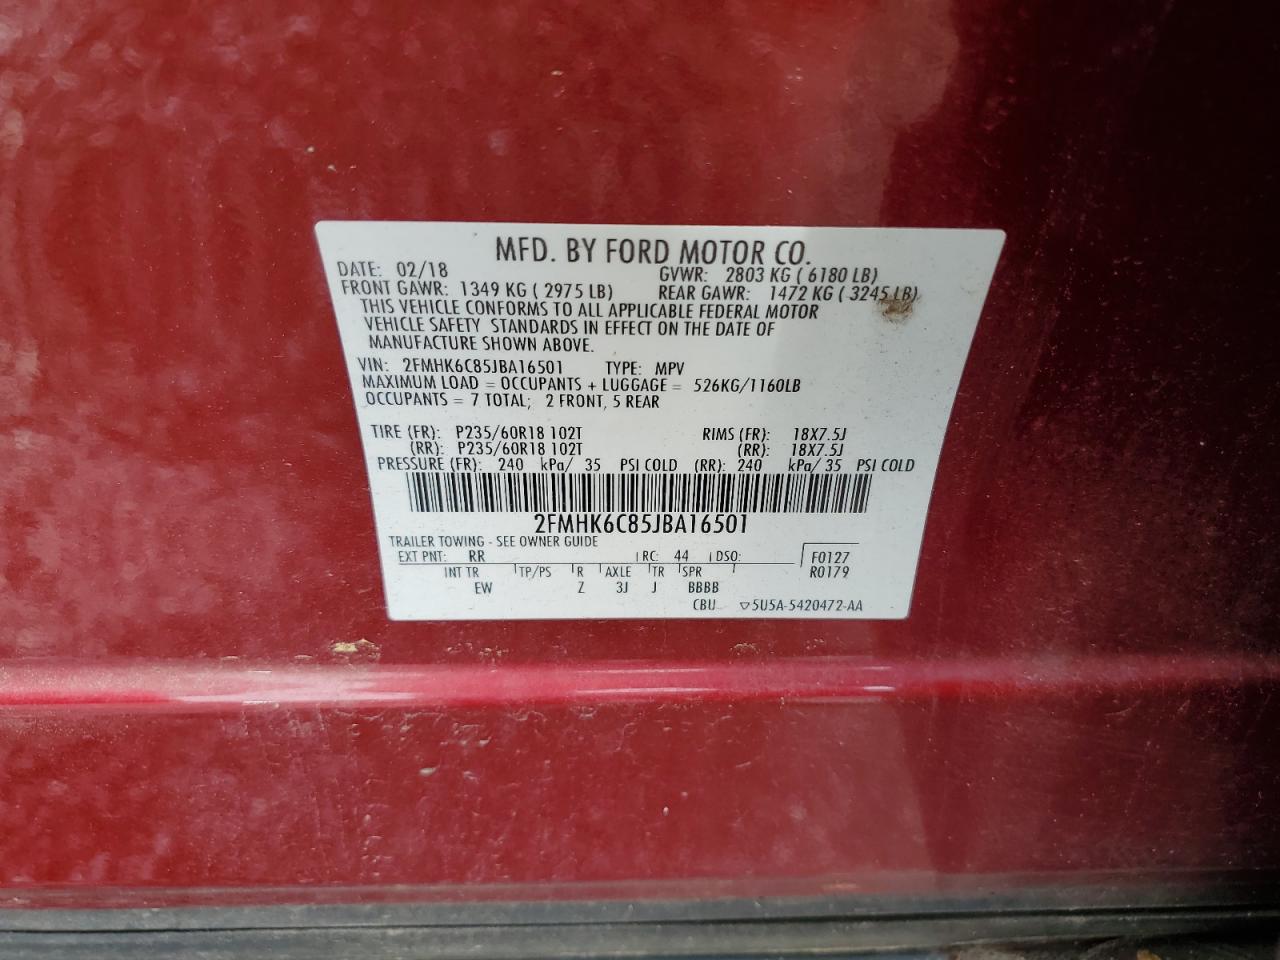 MFD. BY FORD MOTOR CO.
DATE: 02/18 GVWR: 2803 KG ( 6180 LB)
FRONT GAWR: 1349 KG ( 2975 LB) REAR GAWR: 1472 KG ( 3245 LB)
THIS VEHICLE CONFORMS TO ALL APPLICABLE FEDERAL MOTOR
VEHICLE SAFETY STANDARDS IN EFFECT ON THE DATE OF
MANUFACTURE SHOWN ABOVE.
VIN: 2FMHK6C85JBA16501 TYPE: MPV
MAXIMUM LOAD = OCCUPANTS + LUGGAGE = 526KG/1160LB
OCCUPANTS = 7 TOTAL; 2 FRONT, 5 REAR
TIRE (FR): P235/60R18 102T RIMS (FR): 18X7.5J
(RR): P235/60R18 102T (RR): 18X7.5J
PRESSURE (FR): 240 kPa/ 35 PSI COLD (RR): 240 kPa/ 35 PSI COLD
2FMHK6C85JBA16501
TRAILER TOWING - SEE OWNER GUIDE
EXT PNT: RR RC: 44 DSO: F0127
INT TR TP/PS R AXLE TR SPR R0179
EW Z 3J J BBBB
CBU ▽5U5A-5420472-AA